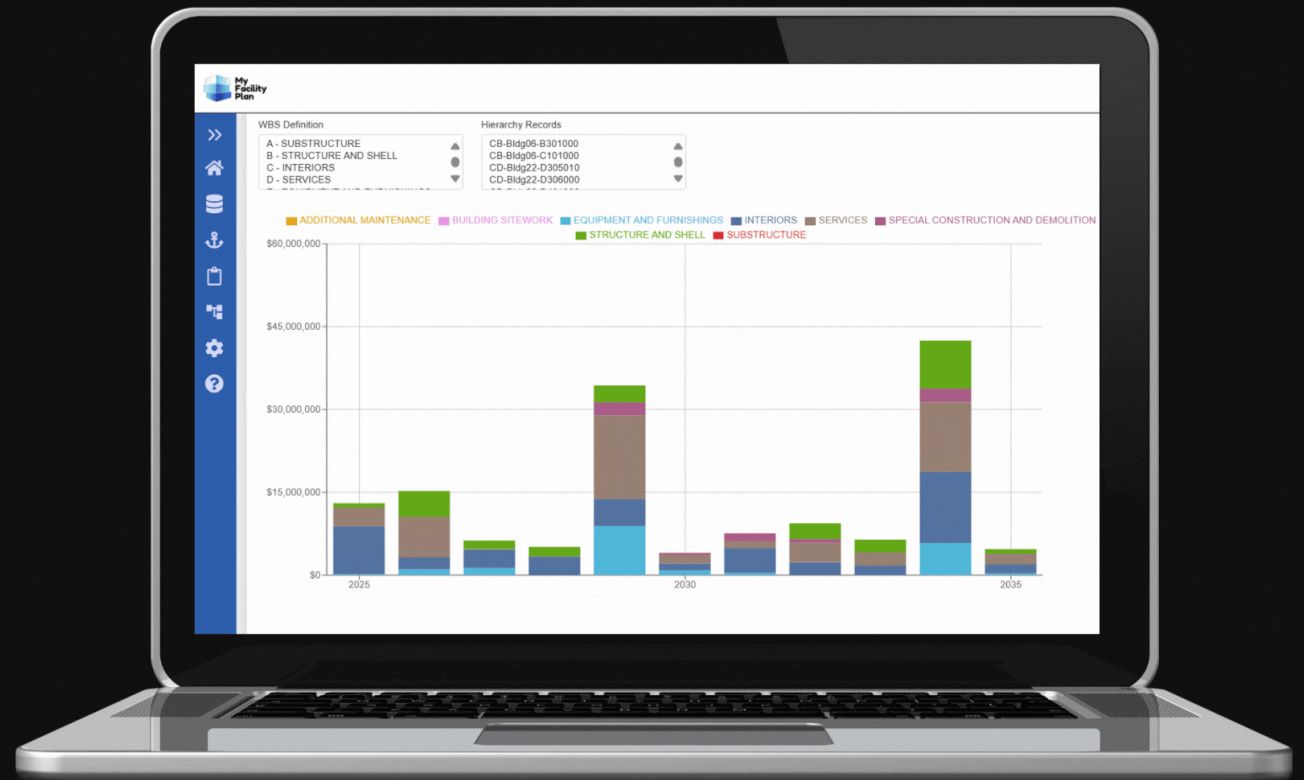 My
Facility
Plan
WBS Definition
Hierarchy Records
A - SUBSTRUCTURE
B - STRUCTURE AND SHELL
C - INTERIORS
D - SERVICES
CB-Bldg06-B301000
CB-Bldg06-C101000
CD-Bldg22-D305010
CD-Bldg22-D306000
ADDITIONAL MAINTENANCE BUILDING SITEWORK EQUIPMENT AND FURNISHINGS INTERIORS SERVICES SPECIAL CONSTRUCTION AND DEMOLITION
STRUCTURE AND SHELL SUBSTRUCTURE
$60,000,000
$45,000,000
$30,000,000
$15,000,000
$0
2025 2030 2035